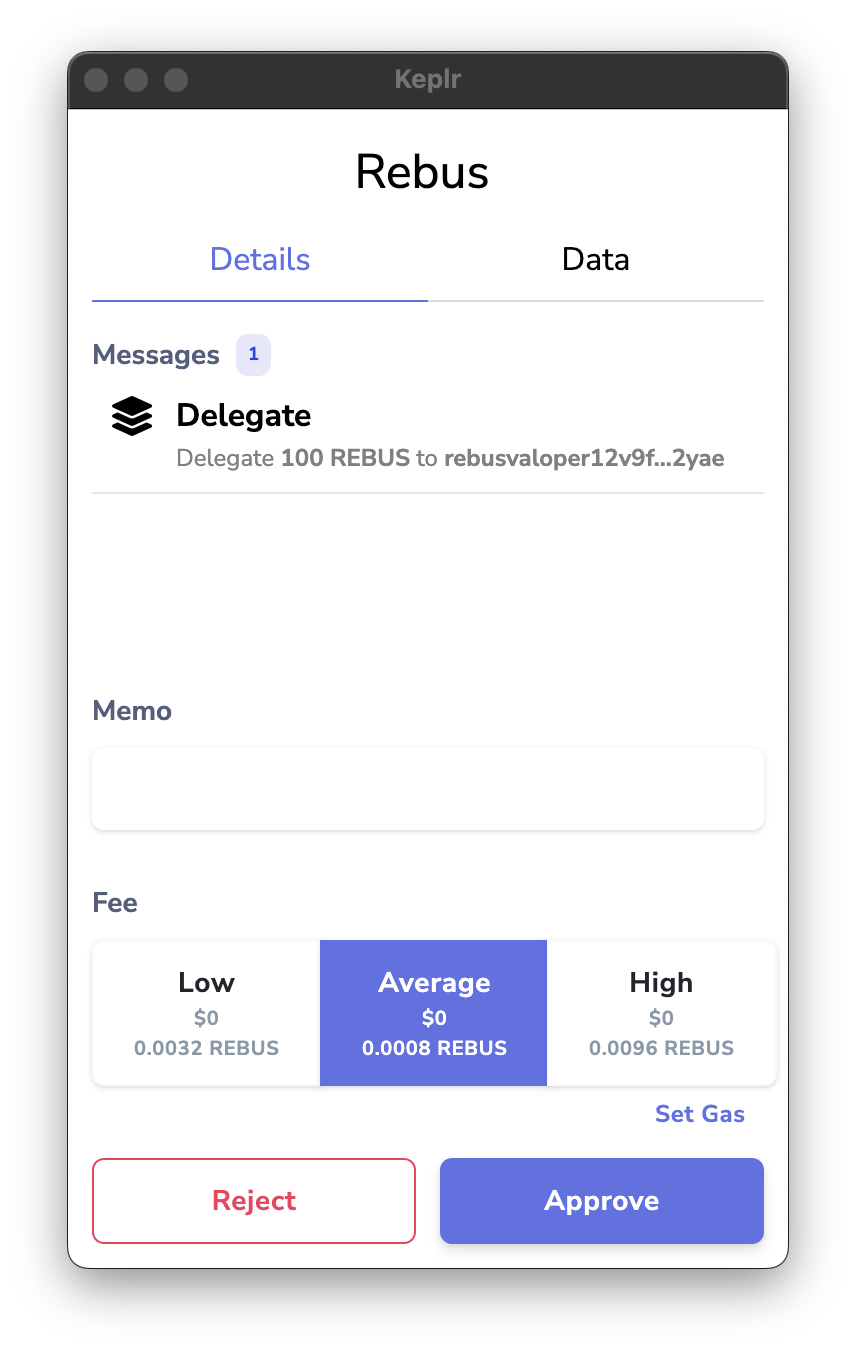 Keplr
Rebus
Details
Data
Messages 1
Delegate
Delegate 100 REBUS to rebusvaloper12v9f...2yae
Memo
Fee
Low
$0
0.0032 REBUS
Average
$0
0.0008 REBUS
High
$0
0.0096 REBUS
Set Gas
Reject
Approve